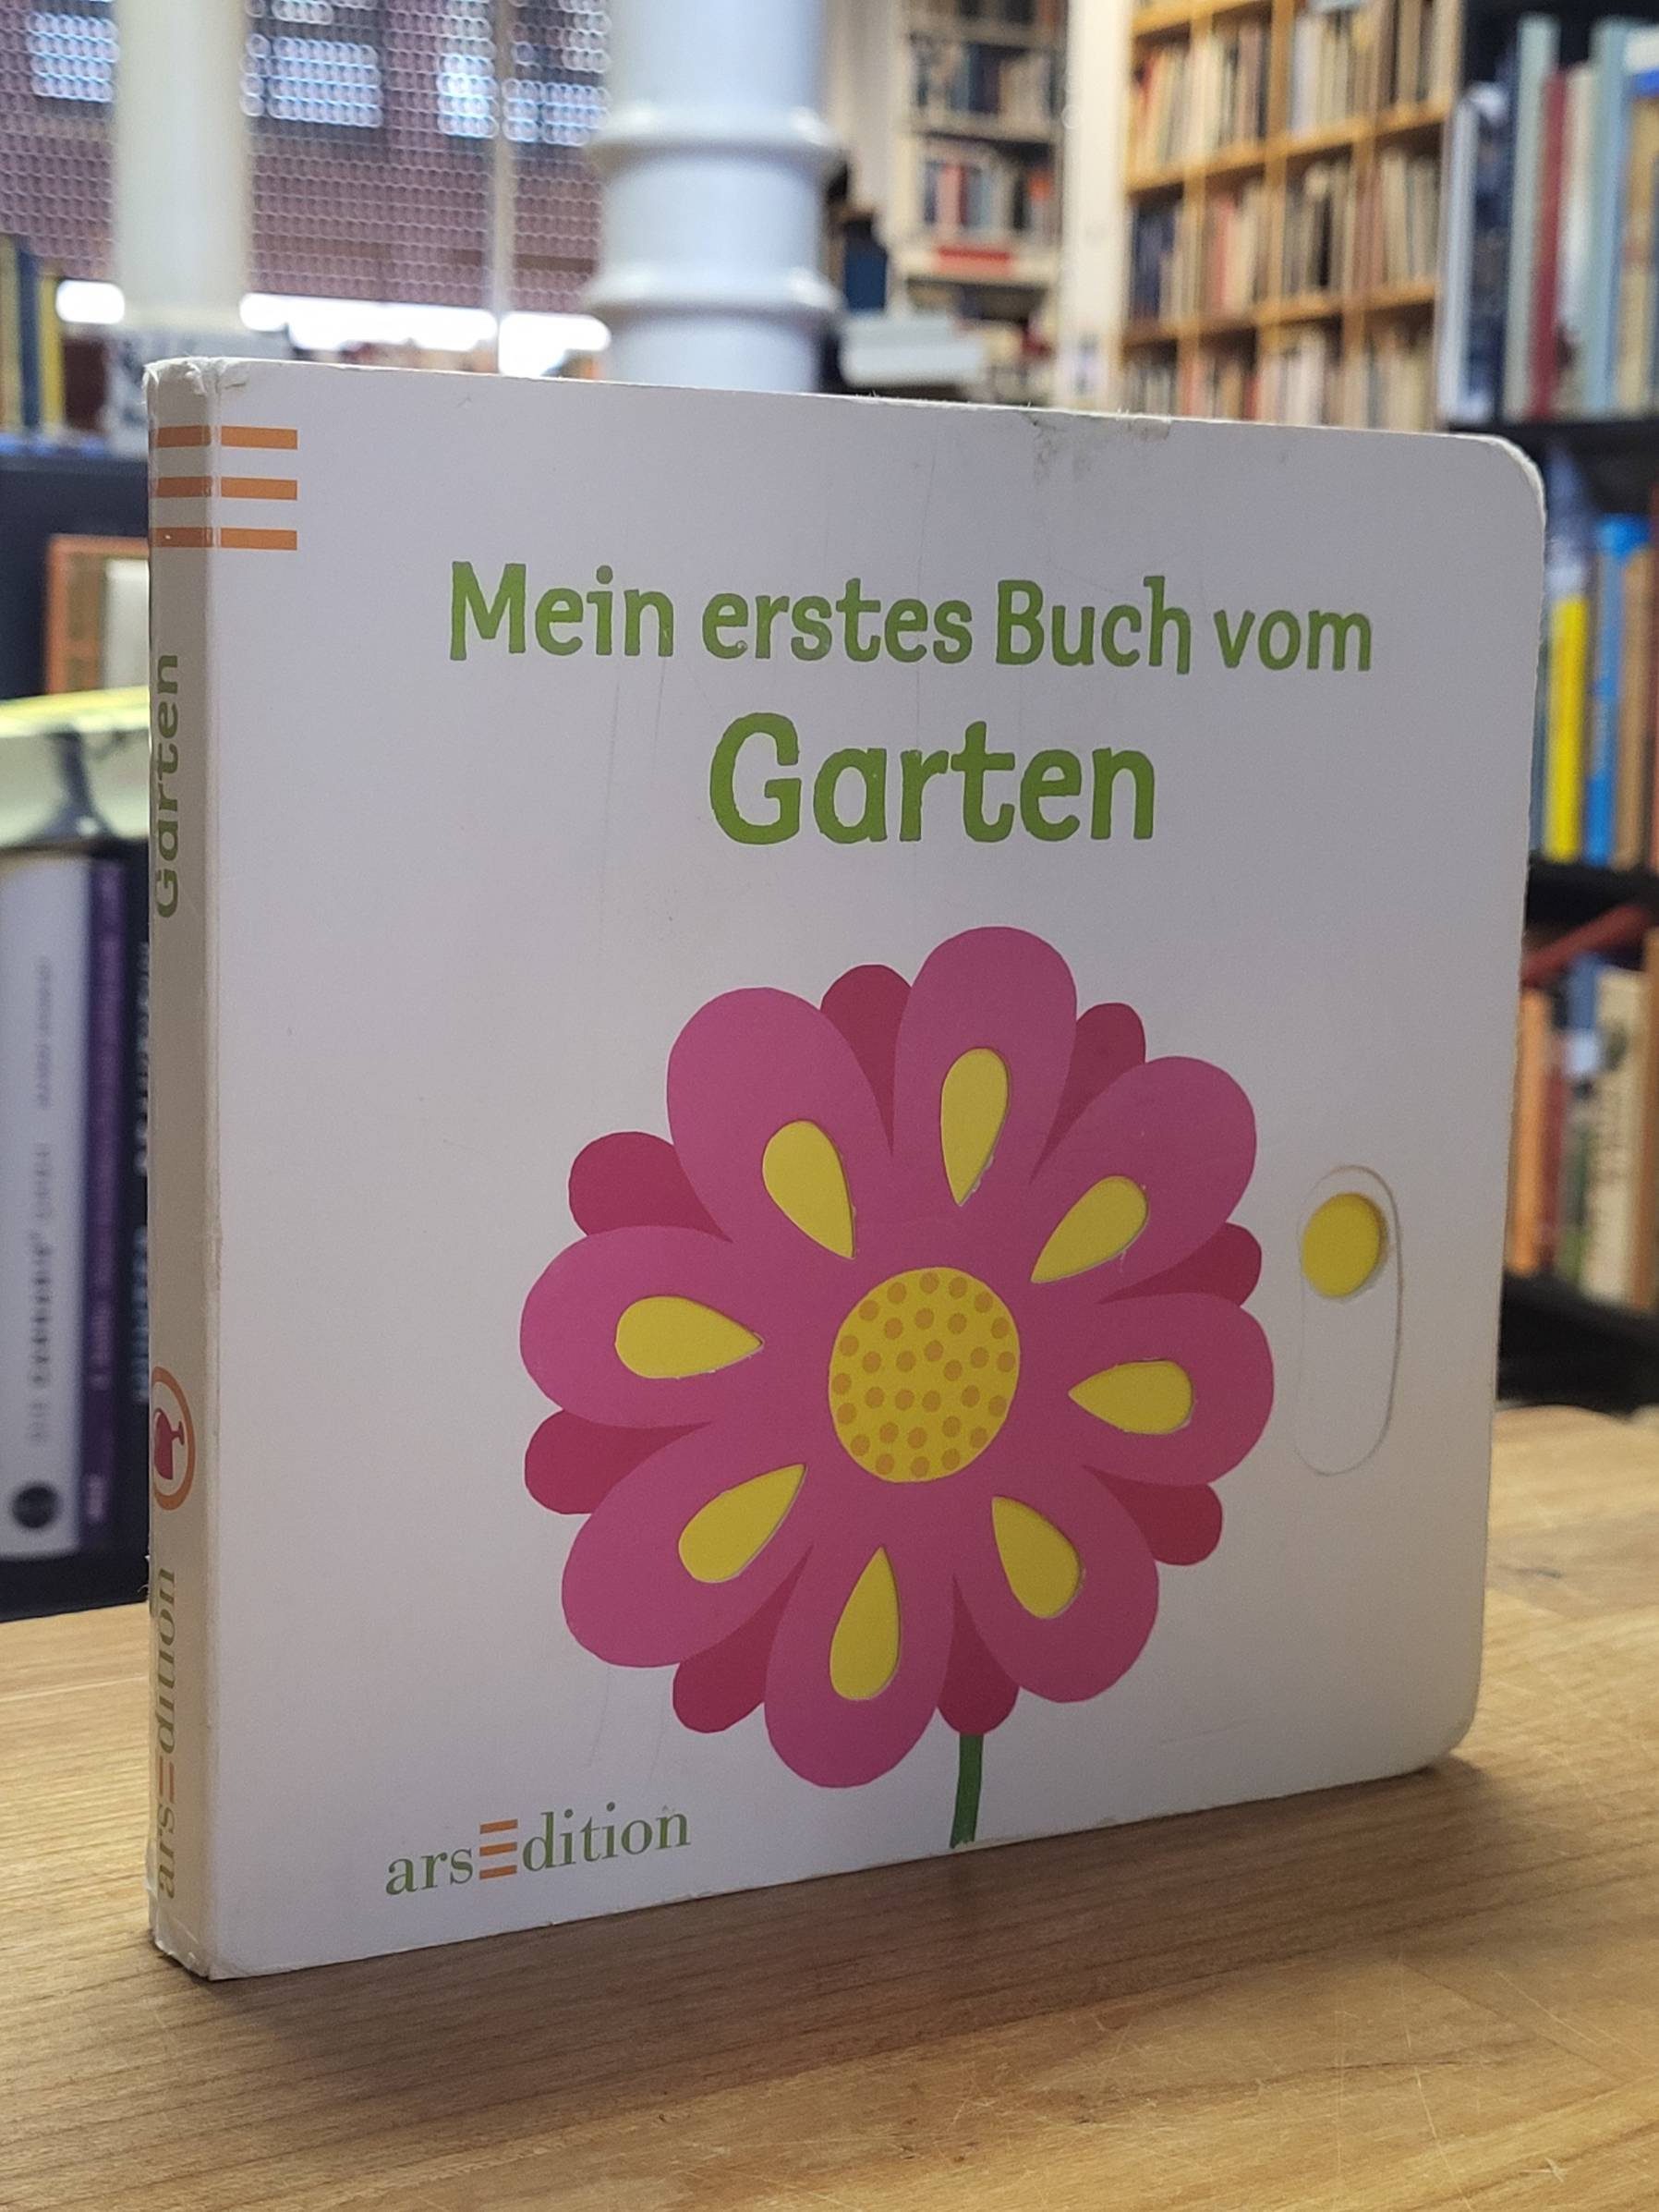 Mein erstes Buch vom
Garten
arsEdition
Garten
arsEdition